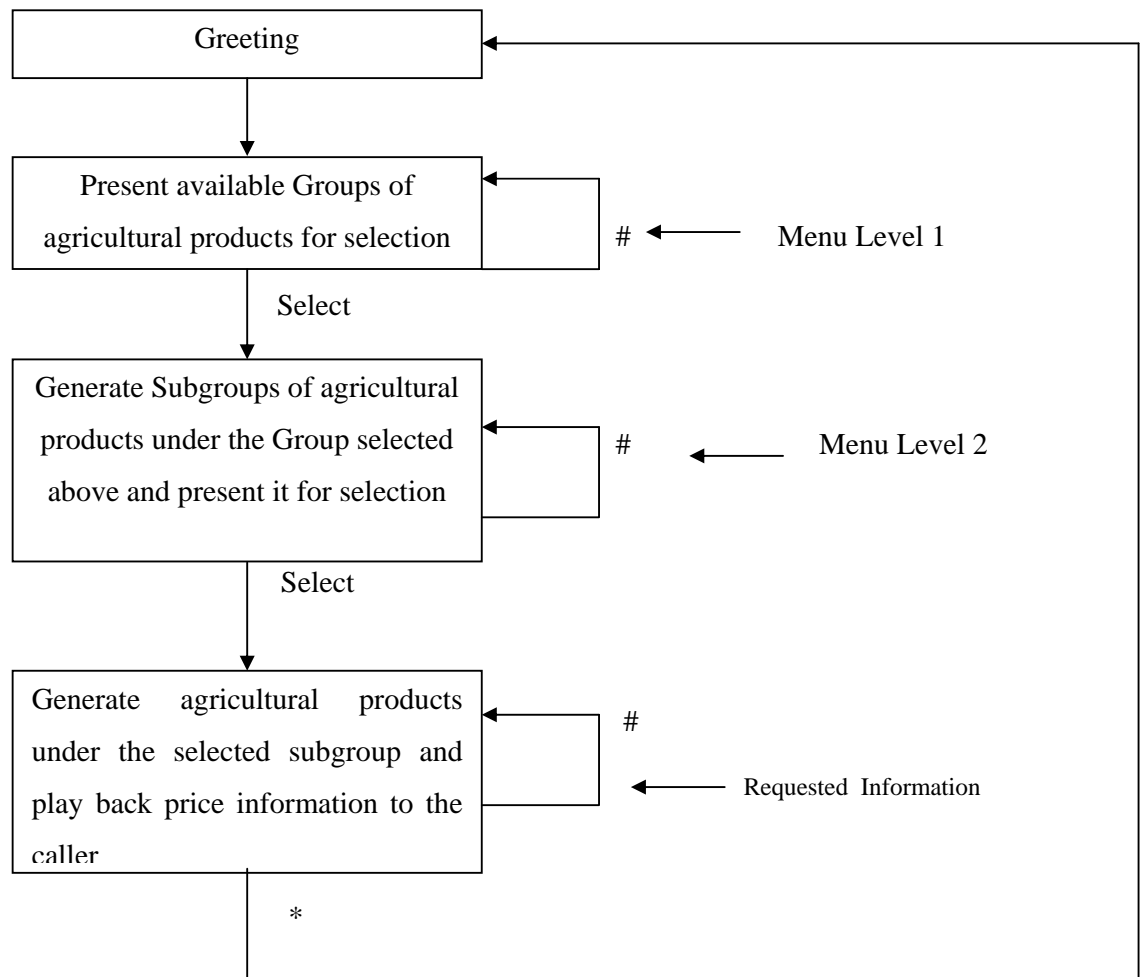 Greeting
Present available Groups of
agricultural products for selection
# Menu Level 1
Select
Generate Subgroups of agricultural
products under the Group selected
above and present it for selection
# Menu Level 2
Select
Generate agricultural products
under the selected subgroup and
play back price information to the
caller
#
Requested Information
*